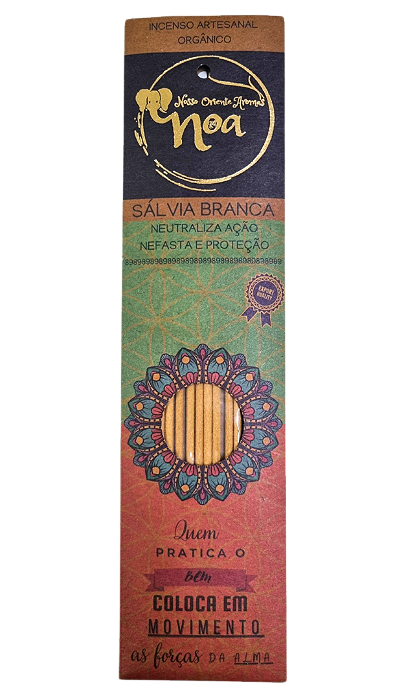 INCENSO ARTESANAL
ORGÂNICO
Nosso Oriente Aromas
noa
SÁLVIA BRANCA
NEUTRALIZA AÇÃO
NEFASTA E PROTEÇÃO
EXPORT
QUALITY
Quem
PRATICA O
bem
COLOCA EM
MOVIMENTO
as forças DA ALMA